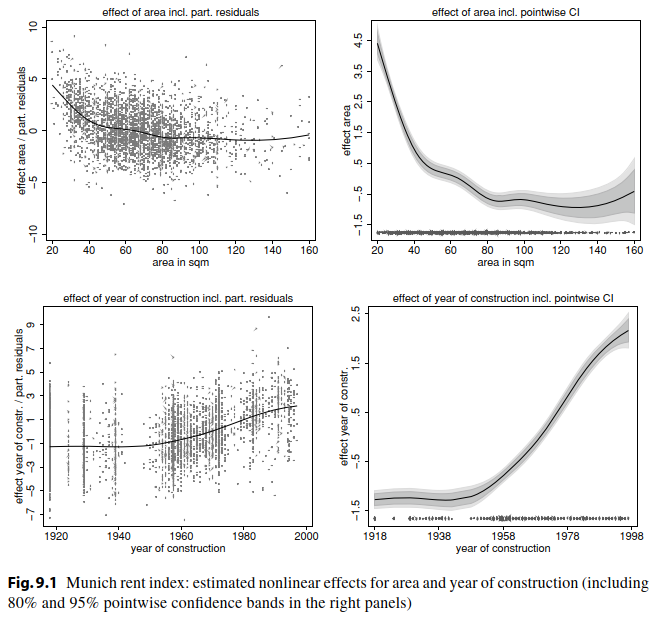 effect of area incl. part. residuals
effect area / part. residuals
10
5
0
−5
−10
20 40 60 80 100 120 140 160
area in sqm
effect of area incl. pointwise CI
effect area
4.5
3.5
2.5
1.5
.5
−.5
−1.5
20 40 60 80 100 120 140 160
area in sqm
effect of year of construction incl. part. residuals
effect year of constr. / part. residuals
9
7
5
3
1
−1
−3
−5
−7
1920 1940 1960 1980 2000
year of construction
effect of year of construction incl. pointwise CI
effect year of constr.
2.5
1.5
.5
−.5
−1.5
1918 1938 1958 1978 1998
year of construction
Fig. 9.1 Munich rent index: estimated nonlinear effects for area and year of construction (including
80% and 95% pointwise confidence bands in the right panels)